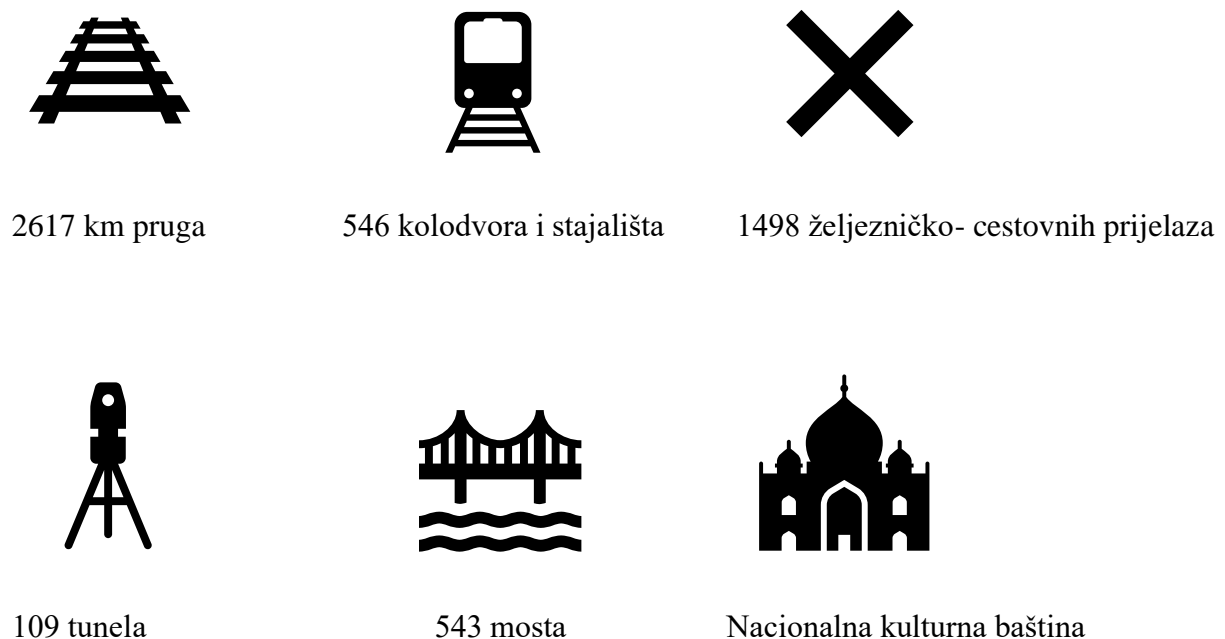 2617 km pruga
546 kolodvora i stajališta
1498 željezničko- cestovnih prijelaza
109 tunela
543 mosta
Nacionalna kulturna baština